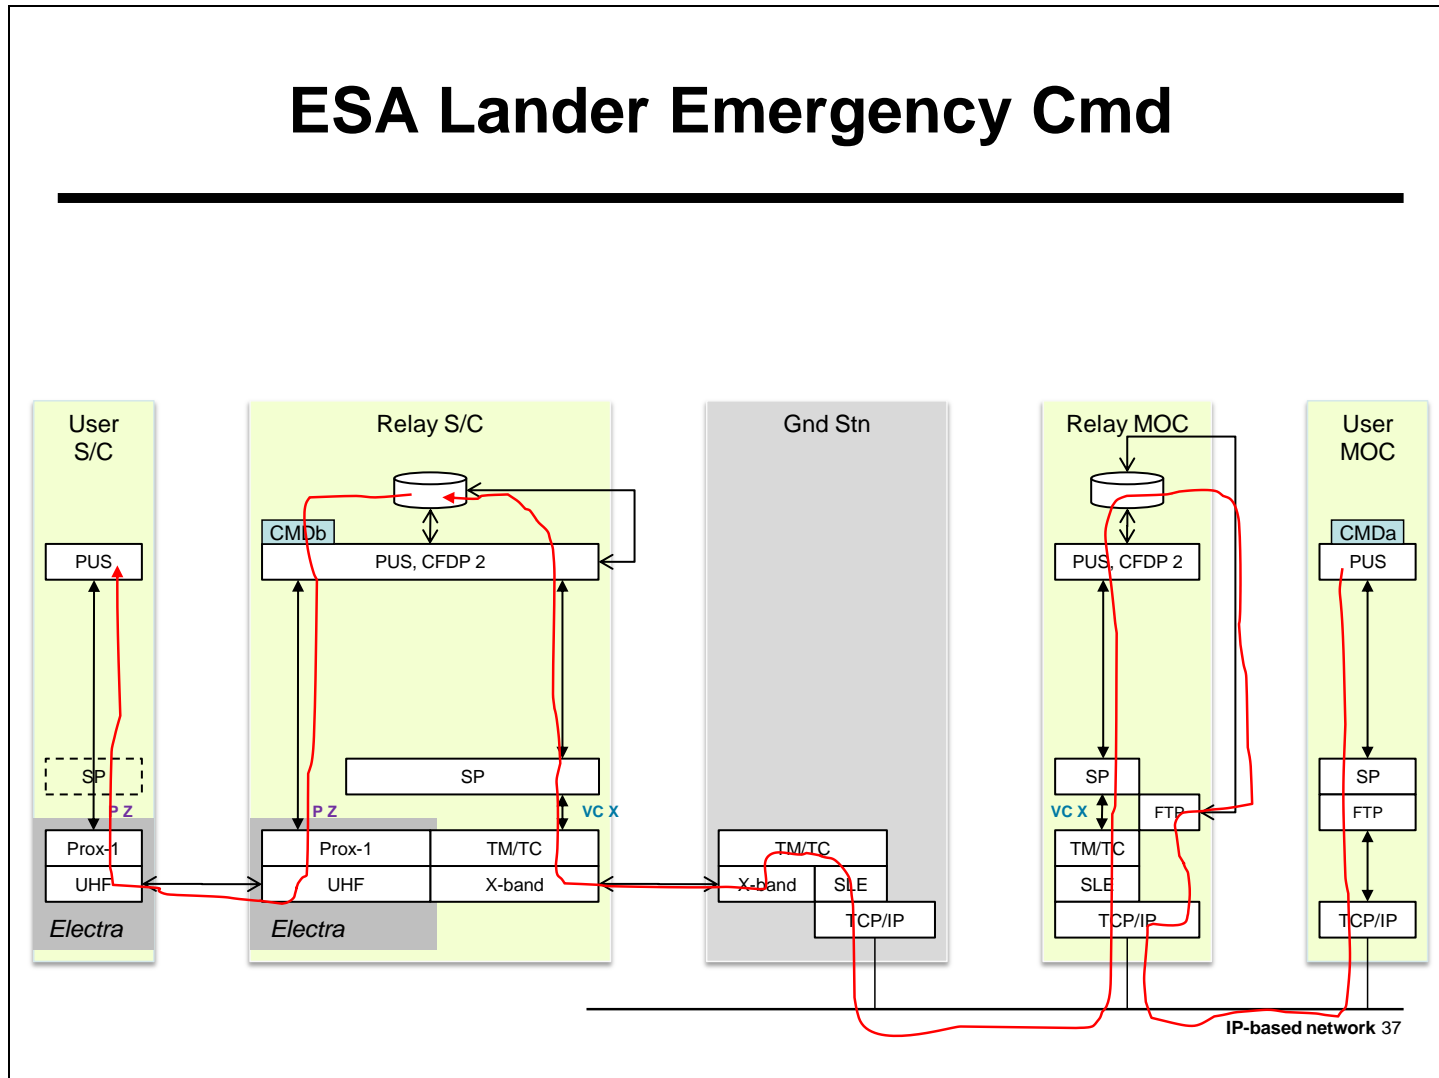 ESA Lander Emergency Cmd
User
S/C
PUS
SP
P Z
Prox-1
UHF
Electra
Relay S/C
CMDb
PUS, CFDP 2
SP
P Z
VC X
Prox-1
TM/TC
UHF
X-band
Electra
Gnd Stn
TM/TC
X-band
SLE
TCP/IP
Relay MOC
PUS, CFDP 2
SP
VC X
FTP
TM/TC
SLE
TCP/IP
User
MOC
CMDa
PUS
SP
FTP
TCP/IP
IP-based network 37